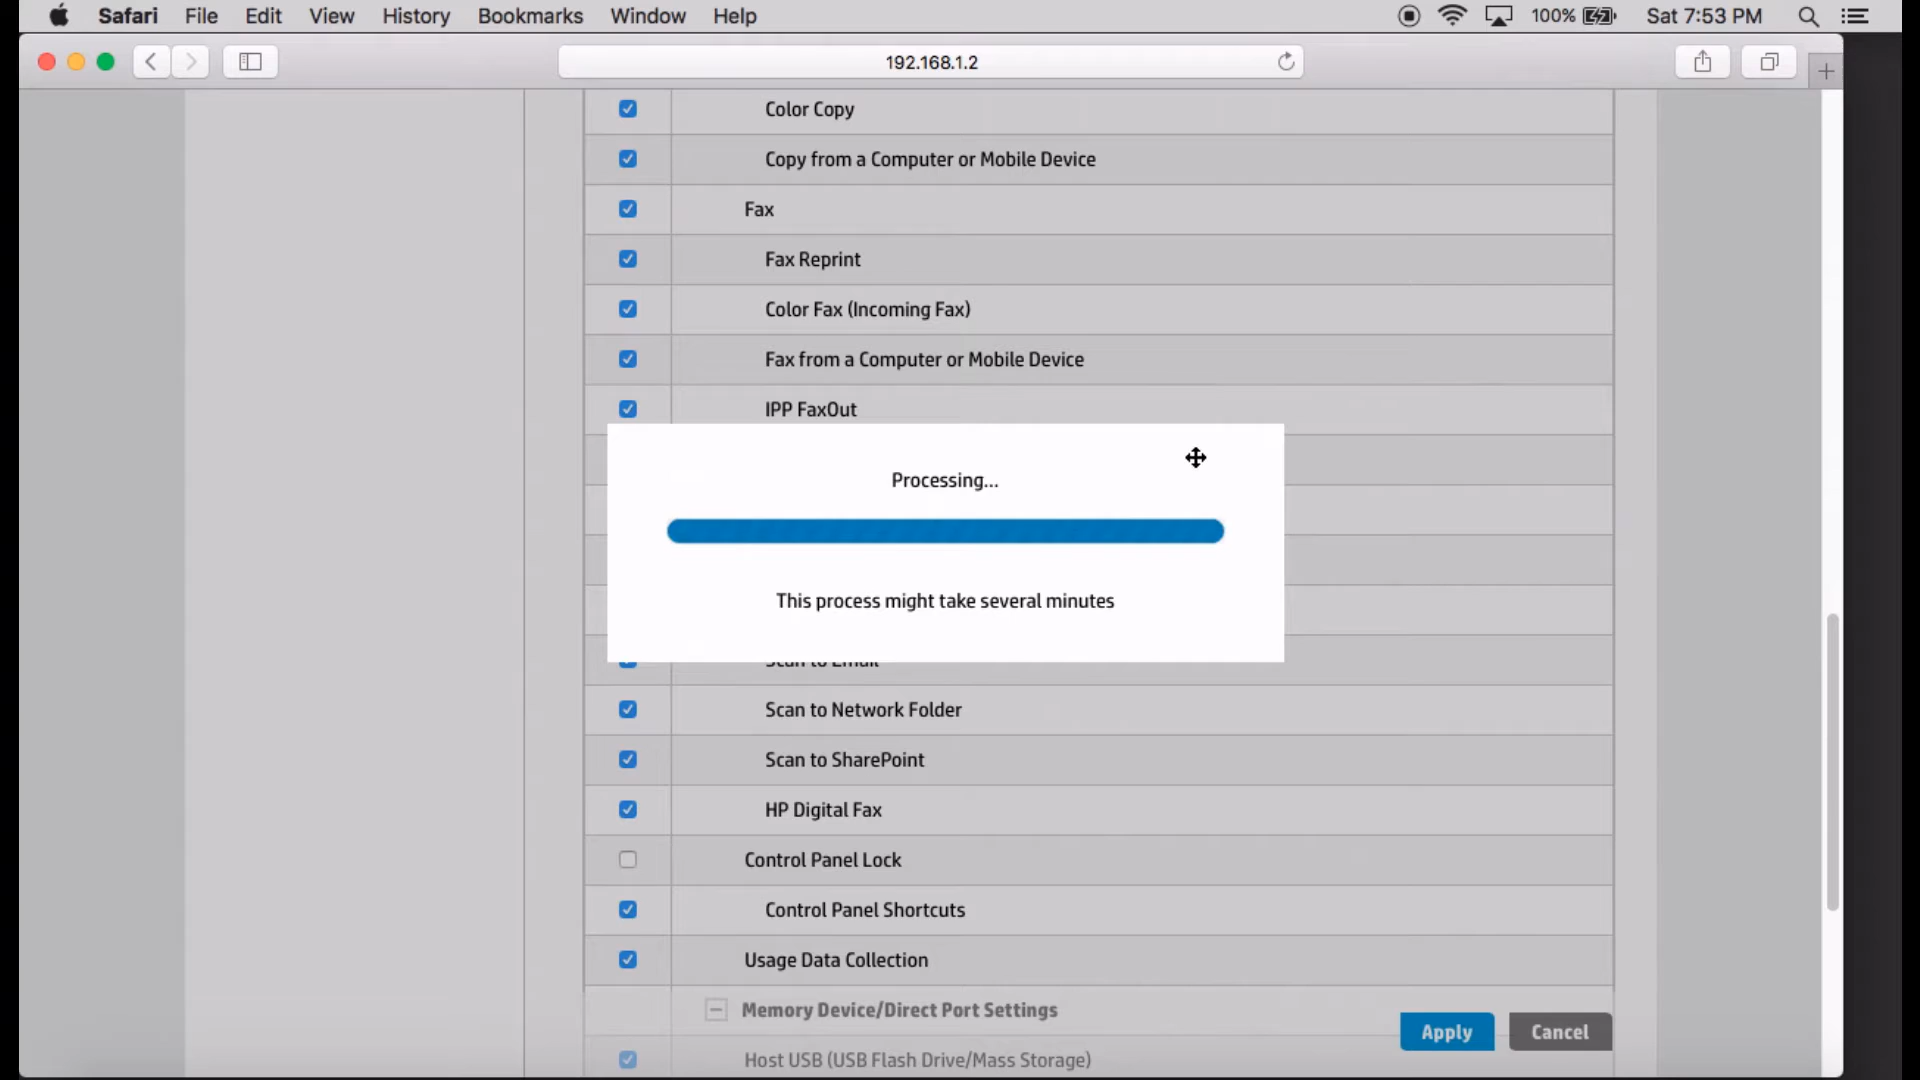 Safari File Edit View History Bookmarks Window Help 100% Sat 7:53 PM
192.168.1.2
Color Copy
Copy from a Computer or Mobile Device
Fax
Fax Reprint
Color Fax (Incoming Fax)
Fax from a Computer or Mobile Device
IPP FaxOut
Processing...
This process might take several minutes
Scan to Email
Scan to Network Folder
Scan to SharePoint
HP Digital Fax
Control Panel Lock
Control Panel Shortcuts
Usage Data Collection
Memory Device/Direct Port Settings
Apply Cancel
Host USB (USB Flash Drive/Mass Storage)